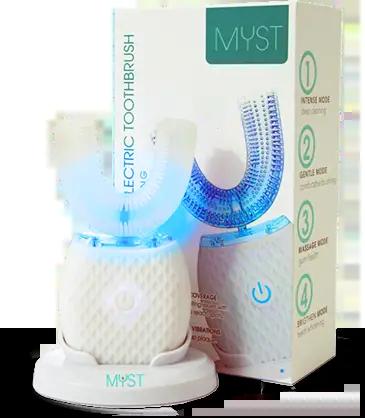 MYST
ELECTRIC TOOTHBRUSH
1
INTENSE MODE
deep cleaning
2
GENTLE MODE
comfortable brushing
3
MASSAGE MODE
gum health
4
BRIGTHEN MODE
teeth whitening
COVERAGE
VIBRATIONS
MYST